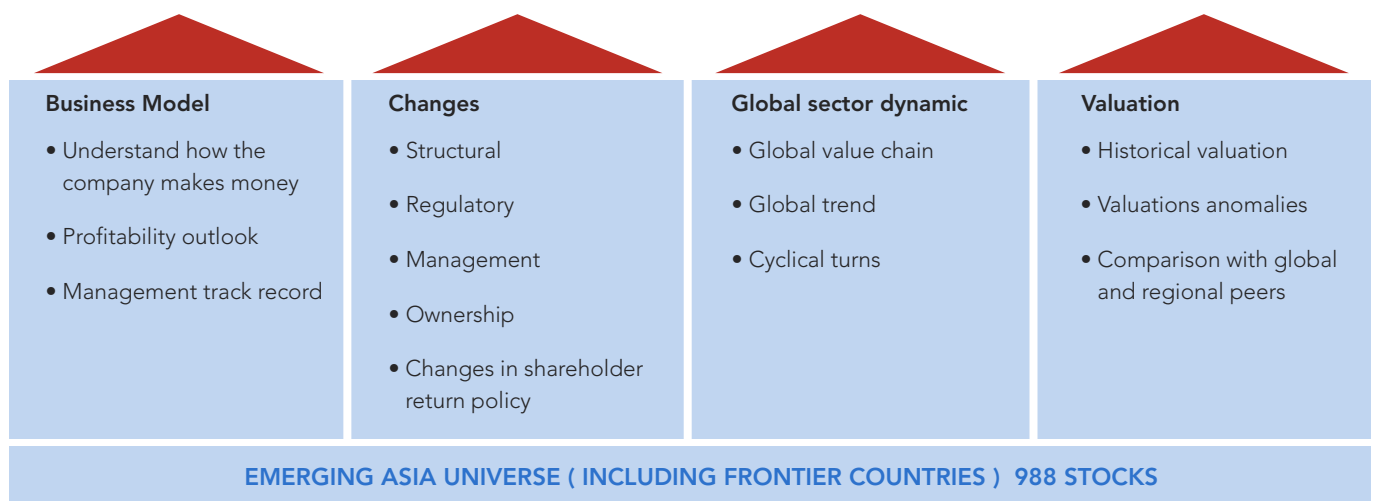 Business Model
• Understand how the
company makes money
• Profitability outlook
• Management track record
Changes
• Structural
• Regulatory
• Management
• Ownership
• Changes in shareholder
return policy
Global sector dynamic
• Global value chain
• Global trend
• Cyclical turns
Valuation
• Historical valuation
• Valuations anomalies
• Comparison with global
and regional peers
EMERGING ASIA UNIVERSE ( INCLUDING FRONTIER COUNTRIES ) 988 STOCKS